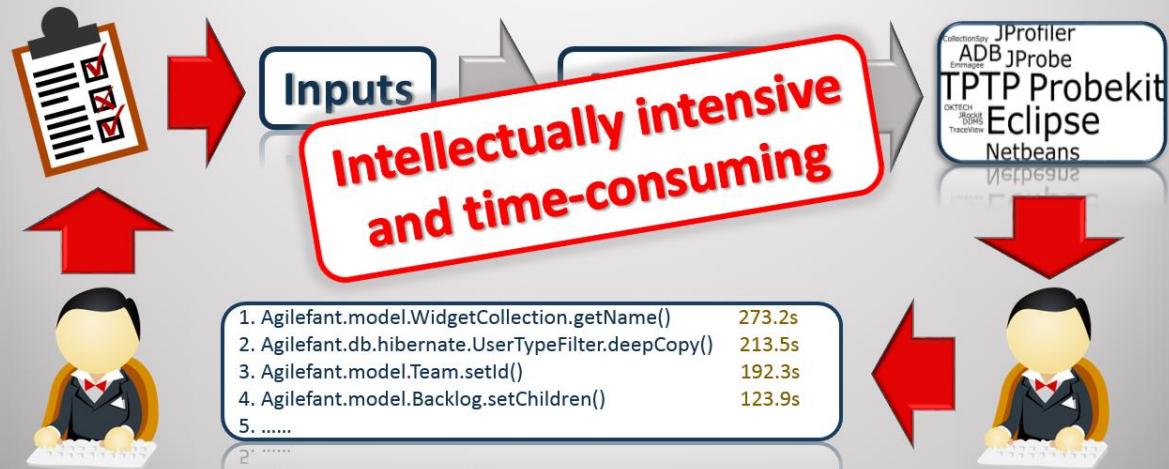 Inputs
Intellectually intensive
and time-consuming
CollectionSpy JProfiler
ADB JProbe
Emmagee
TPTP Probekit
OKTECH
JRockit
DDMS
TraceView Eclipse
Netbeans
1. Agilefant.model.WidgetCollection.getName() 273.2s
2. Agilefant.db.hibernate.UserTypeFilter.deepCopy() 213.5s
3. Agilefant.model.Team.setId() 192.3s
4. Agilefant.model.Backlog.setChildren() 123.9s
5. ......